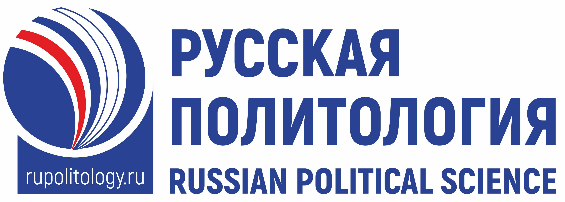 РУССКАЯ
ПОЛИТОЛОГИЯ
RUSSIAN POLITICAL SCIENCE
rupolitology.ru